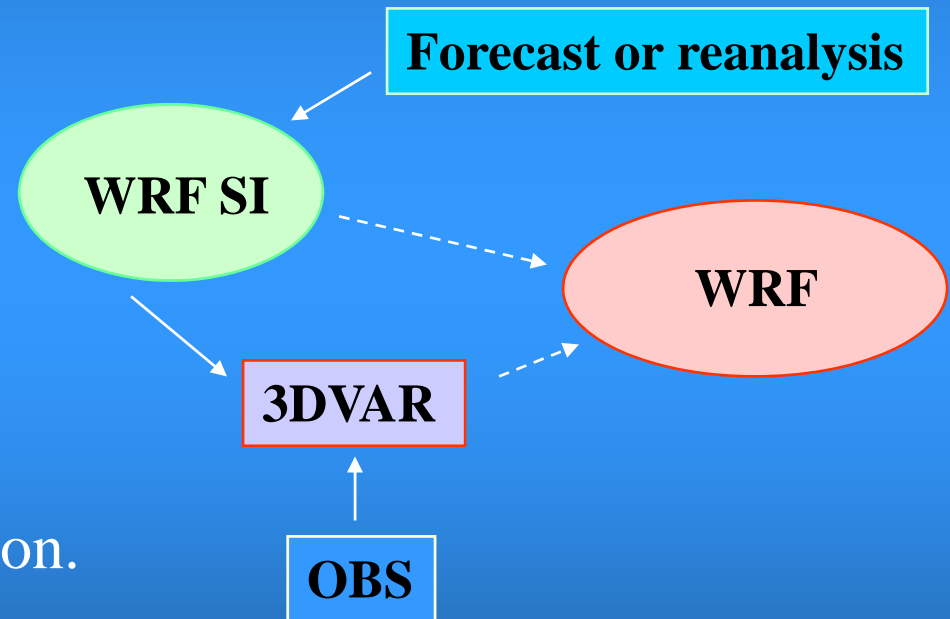 Forecast or reanalysis
WRF SI
WRF
3DVAR
on.
OBS